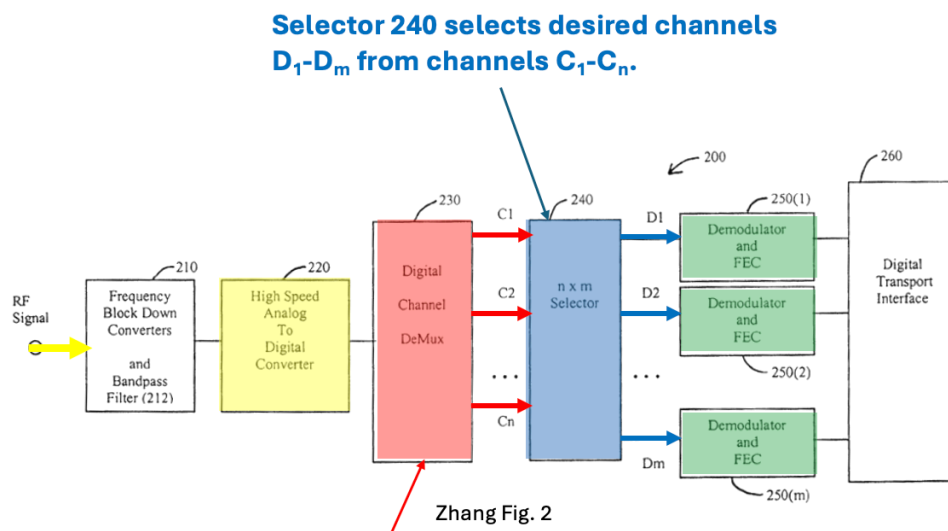 Selector 240 selects desired channels
D1-Dm from channels C1-Cn.
200
260
230
240
250(1)
C1
D1
Demodulator
and
FEC
210
220
Digital
Channel
DeMux
n x m
Selector
Digital
Transport
Interface
RF
Signal
Frequency
Block Down
Converters
and
Bandpass
Filter (212)
High Speed
Analog
To
Digital
Converter
C2
D2
Demodulator
and
FEC
...
...
250(2)
Cn
Dm
Demodulator
and
FEC
250(m)
Zhang Fig. 2